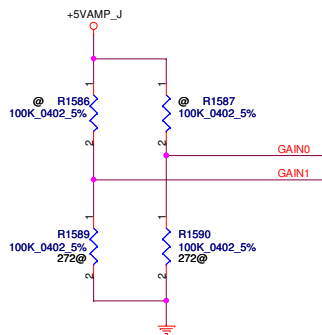 +5VAMP_J
1 1
@ R1586 @ R1587
100K_0402_5% 100K_0402_5%
2 2
GAIN0
GAIN1
1 1
R1589 R1590
100K_0402_5% 100K_0402_5%
272@ 272@
2 2